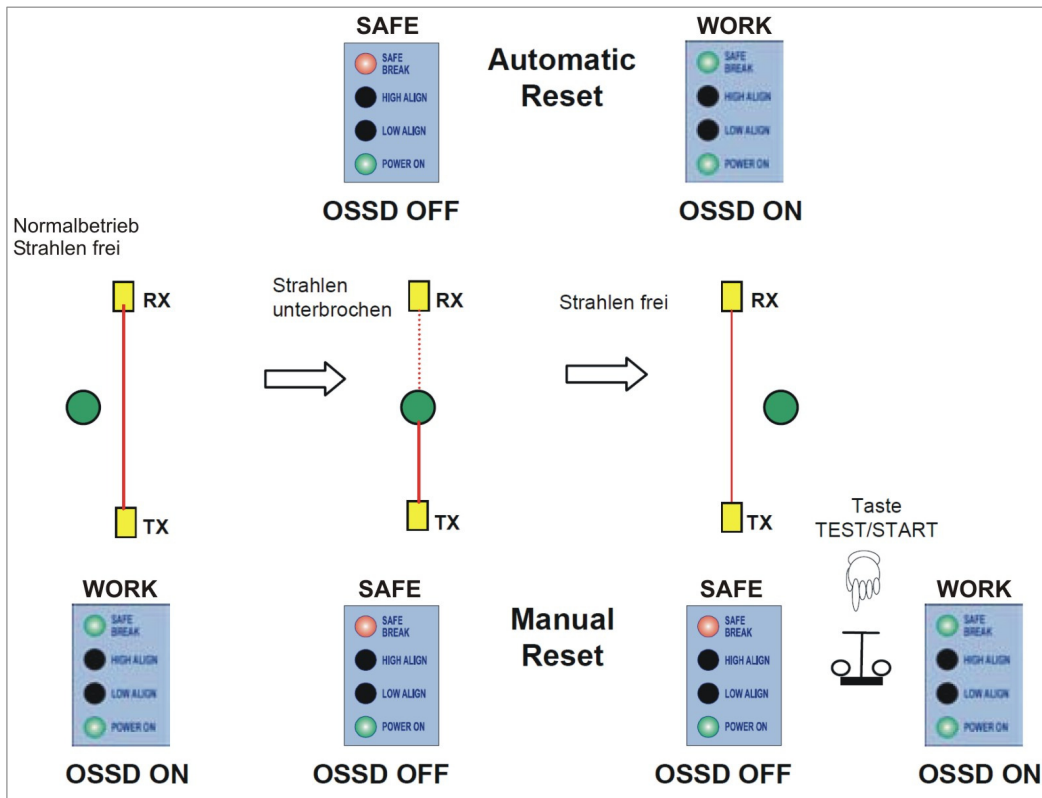 SAFE
SAFE
BREAK
HIGH ALIGN
LOW ALIGN
POWER ON
OSSD OFF
Automatic
Reset
WORK
SAFE
BREAK
HIGH ALIGN
LOW ALIGN
POWER ON
OSSD ON
Normalbetrieb
Strahlen frei
RX
TX
Strahlen
unterbrochen
RX
TX
Strahlen frei
RX
TX
Taste
TEST/START
WORK
SAFE
BREAK
HIGH ALIGN
LOW ALIGN
POWER ON
OSSD ON
SAFE
SAFE
BREAK
HIGH ALIGN
LOW ALIGN
POWER ON
OSSD OFF
Manual
Reset
SAFE
SAFE
BREAK
HIGH ALIGN
LOW ALIGN
POWER ON
OSSD OFF
WORK
SAFE
BREAK
HIGH ALIGN
LOW ALIGN
POWER ON
OSSD ON